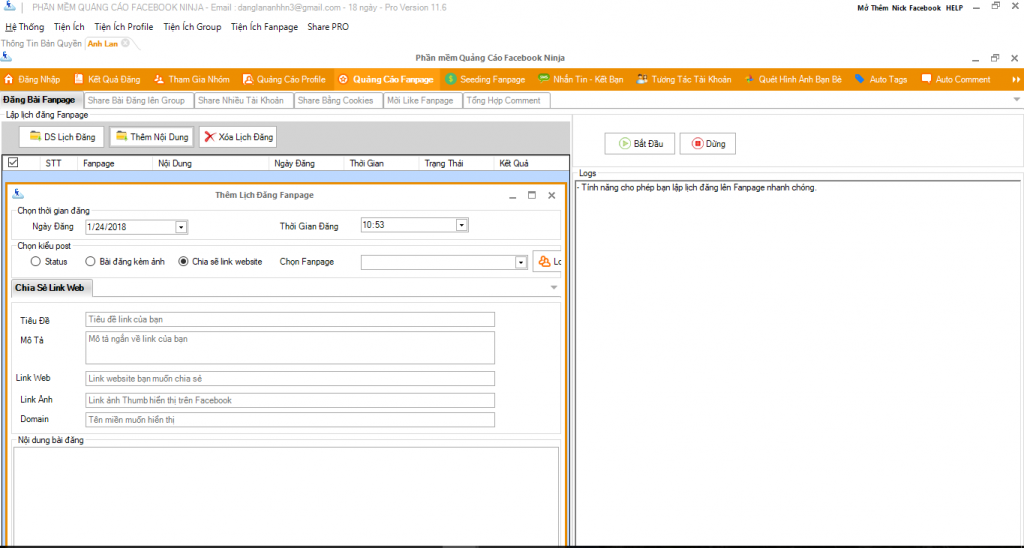 PHẦN MỀM QUẢNG CÁO FACEBOOK NINJA - Email : danglananhhn3@gmail.com - 18 ngày - Pro Version 11.6
Mở Thêm Nick Facebook HELP
Hệ Thống Tiện Ích Tiện Ích Profile Tiện Ích Group Tiện Ích Fanpage Share PRO
Thông Tin Bản Quyền Anh Lan
Phần mềm Quảng Cáo Facebook Ninja
Đăng Nhập Kết Quả Đăng Tham Gia Nhóm Quảng Cáo Profile Quảng Cáo Fanpage Seeding Fanpage Nhắn Tin - Kết Bạn Tương Tác Tài Khoản Quét Hình Ảnh Bạn Bè Auto Tags Auto Comment
Đăng Bài Fanpage Share Bài Đăng lên Group Share Nhiều Tài Khoản Share Bằng Cookies Mời Like Fanpage Tổng Hợp Comment
Lập lịch đăng Fanpage
DS Lịch Đăng Thêm Nội Dung Xóa Lịch Đăng
Bắt Đầu Dừng
STT Fanpage Nội Dung Ngày Đăng Thời Gian Trạng Thái Kết Quả
Logs
- Tính năng cho phép bạn lập lịch đăng lên Fanpage nhanh chóng.
Thêm Lịch Đăng Fanpage
Chọn thời gian đăng
Ngày Đăng 1/24/2018 Thời Gian Đăng 10:53
Chọn kiểu post
Status Bài đăng kèm ảnh Chia sẽ link website Chọn Fanpage Lo
Chia Sẻ Link Web
Tiêu Đề Tiêu đề link của bạn
Mô Tả Mô tả ngắn về link của bạn
Link Web Link website bạn muốn chia sẻ
Link Ảnh Link ảnh Thumb hiển thị trên Facebook
Domain Tên miền muốn hiển thị
Nội dung bài đăng